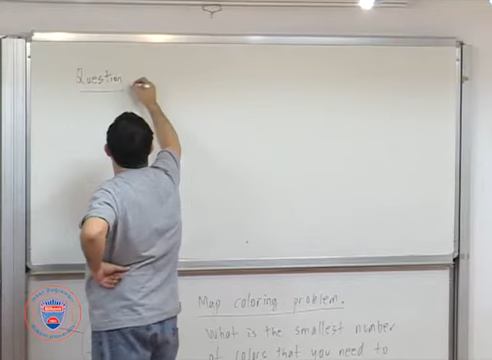 Question
Map coloring problem.
What is the smallest number
of colors that you need to